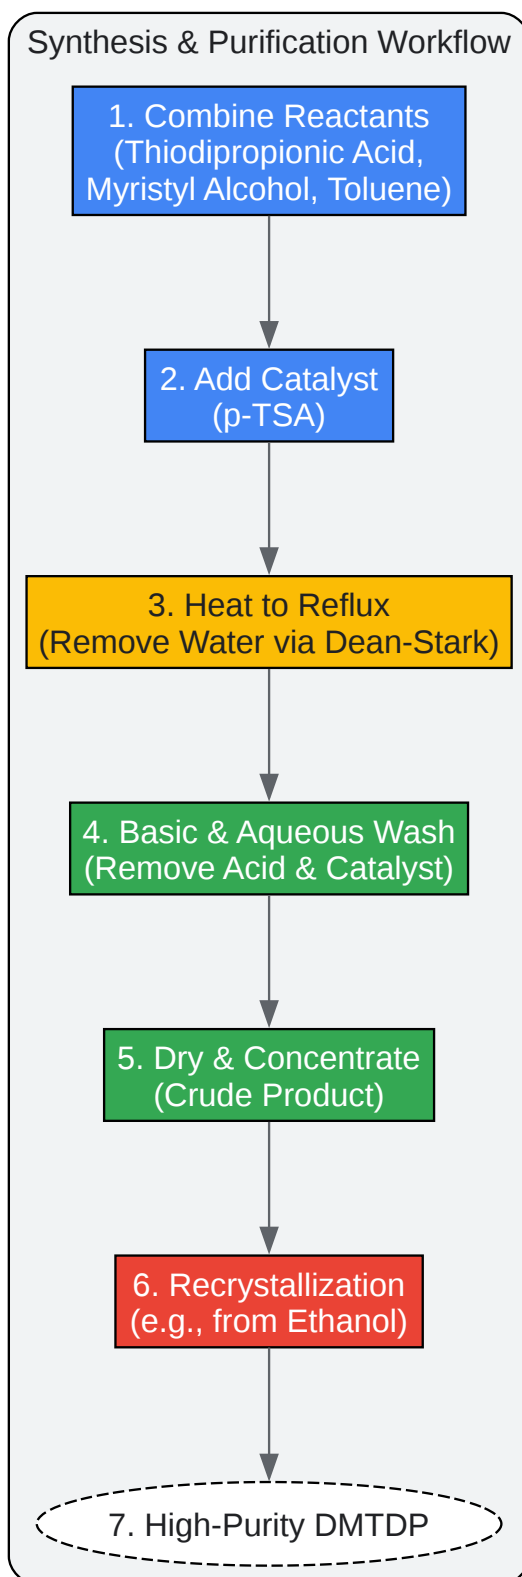 Synthesis & Purification Workflow
1. Combine Reactants
(Thiodipropionic Acid,
Myristyl Alcohol, Toluene)
2. Add Catalyst
(p-TSA)
3. Heat to Reflux
(Remove Water via Dean-Stark)
4. Basic & Aqueous Wash
(Remove Acid & Catalyst)
5. Dry & Concentrate
(Crude Product)
6. Recrystallization
(e.g., from Ethanol)
7. High-Purity DMTDP